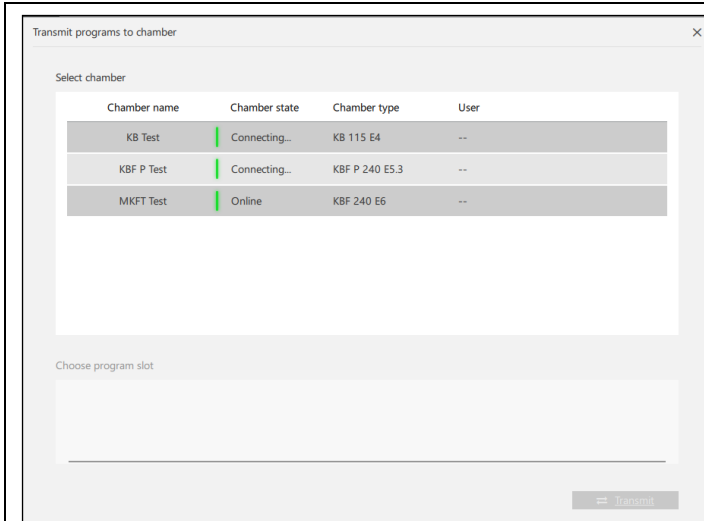 Transmit programs to chamber
Select chamber
Chamber name Chamber state Chamber type User
KB Test Connecting... KB 115 E4 --
KBF P Test Connecting... KBF P 240 E5.3 --
MKFT Test Online KBF 240 E6 --
Choose program slot
Transmit